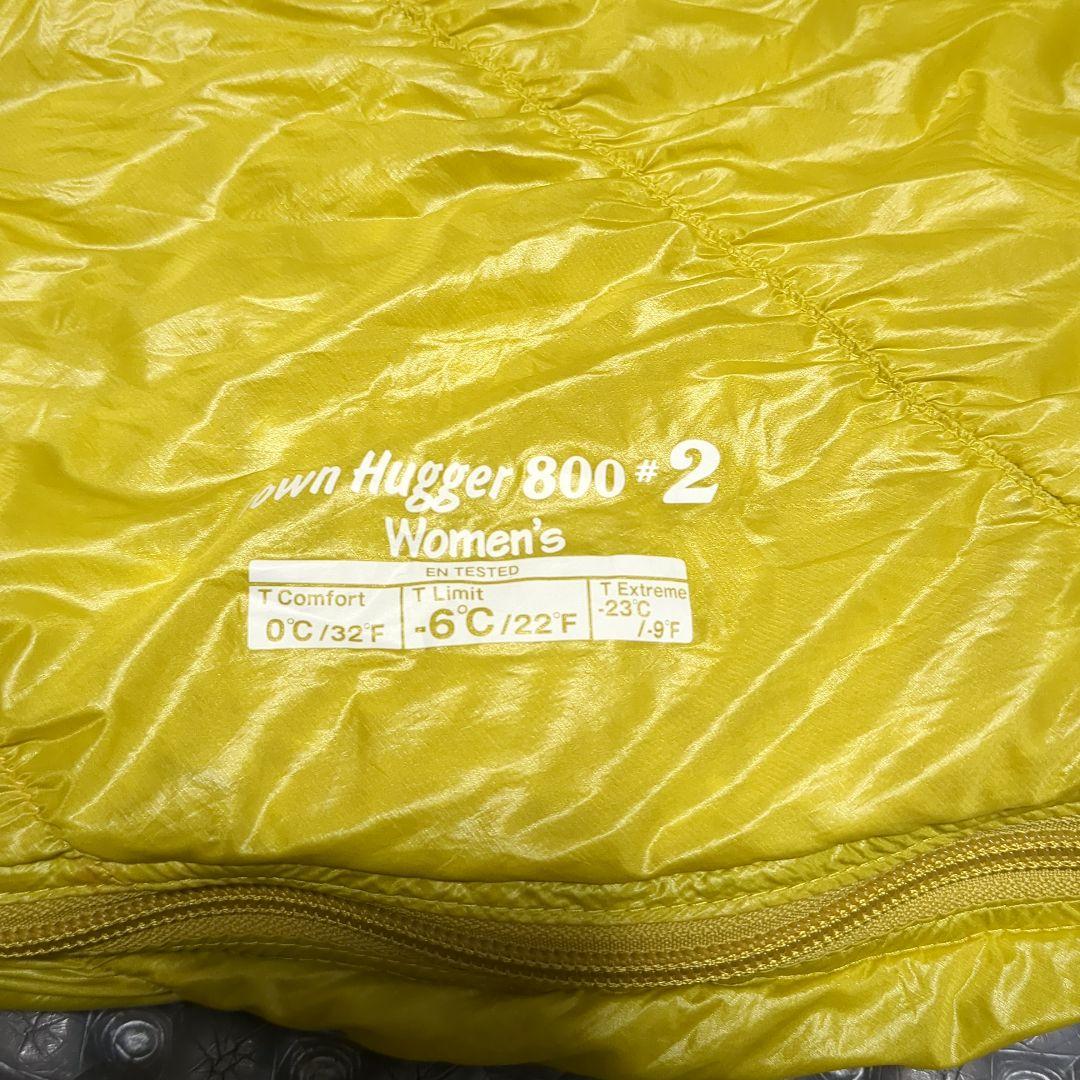 own Hugger 800 #2
Women's
EN TESTED
T Comfort T Limit T Extreme
0°C/32°F -6°C/22°F -23°C
/-9°F